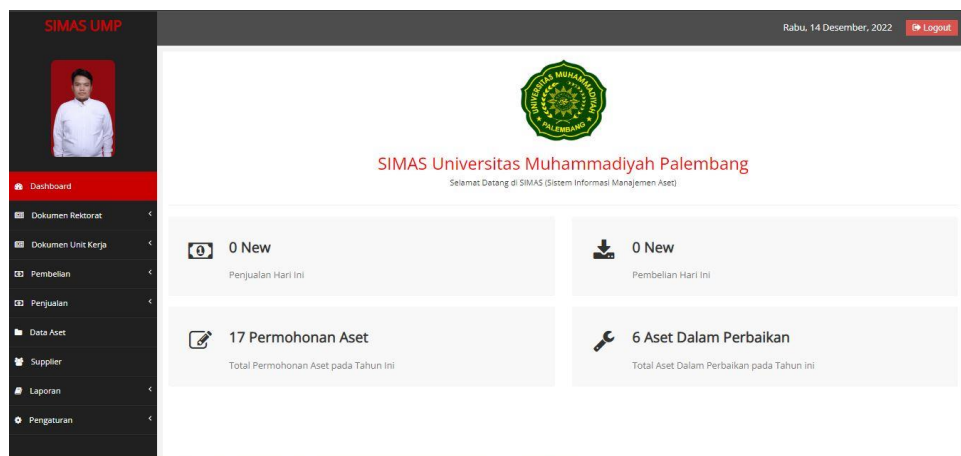 SIMAS UMP
Rabu, 14 Desember, 2022
Logout
UNIVERSITAS MUHAMMADIYAH
PALEMBANG
SIMAS Universitas Muhammadiyah Palembang
Selamat Datang di SIMAS (Sistem Informasi Manajemen Aset)
Dashboard
Dokumen Rektorat
Dokumen Unit Kerja
Pembelian
Penjualan
Data Aset
Supplier
Laporan
Pengaturan
0 New
Penjualan Hari Ini
0 New
Pembelian Hari Ini
17 Permohonan Aset
Total Permohonan Aset pada Tahun ini
6 Aset Dalam Perbaikan
Total Aset Dalam Perbaikan pada Tahun ini